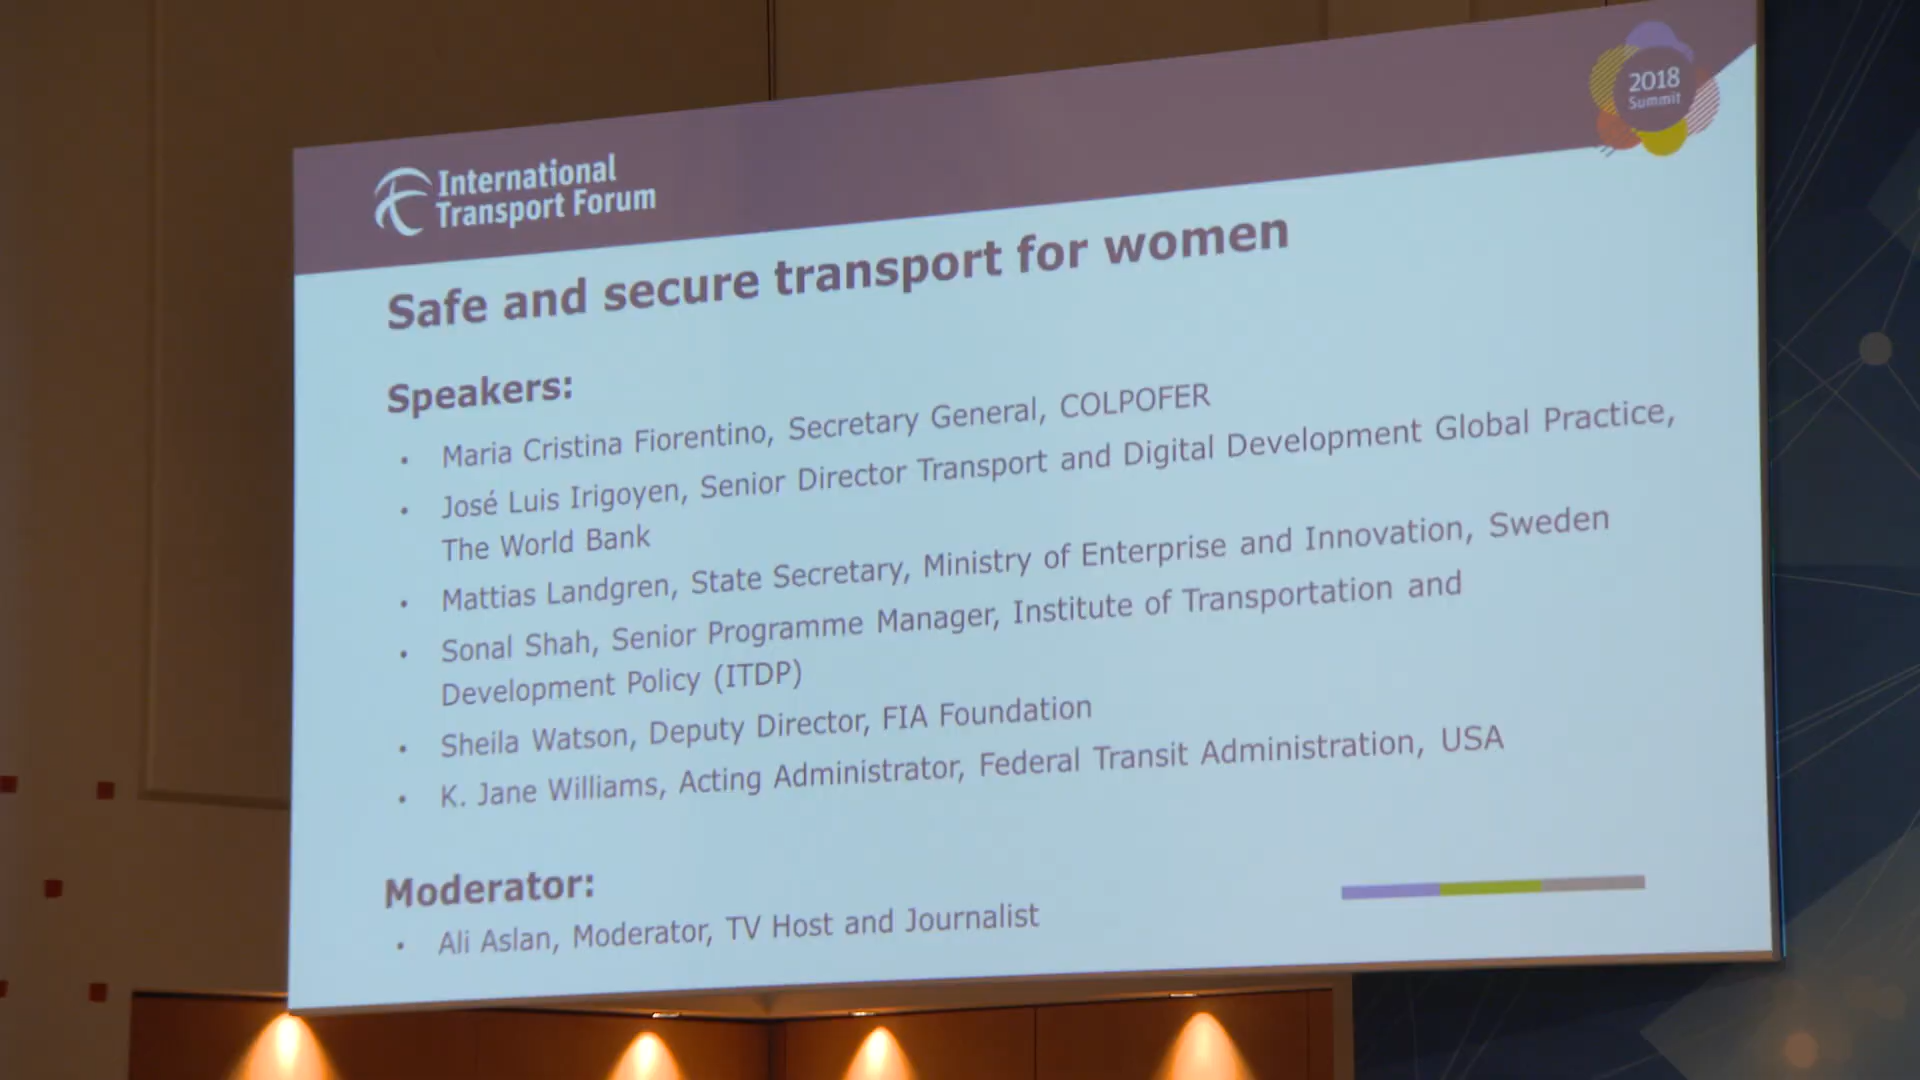 International
Transport Forum
2018
Summit
Safe and secure transport for women
Speakers:
• Maria Cristina Fiorentino, Secretary General, COLPOFER
• José Luis Irigoyen, Senior Director Transport and Digital Development Global Practice,
The World Bank
• Mattias Landgren, State Secretary, Ministry of Enterprise and Innovation, Sweden
• Sonal Shah, Senior Programme Manager, Institute of Transportation and
Development Policy (ITDP)
• Sheila Watson, Deputy Director, FIA Foundation
• K. Jane Williams, Acting Administrator, Federal Transit Administration, USA
Moderator:
• Ali Aslan, Moderator, TV Host and Journalist